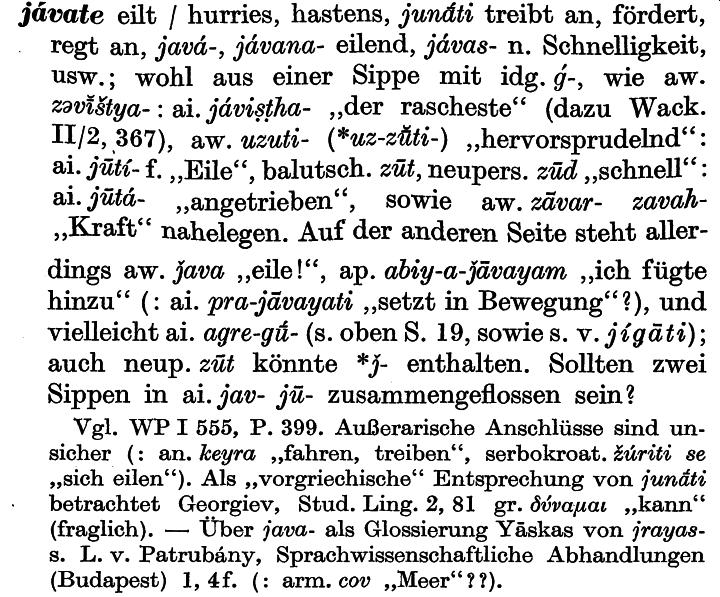 jávate eilt / hurries, hastens, junā́ti treibt an, fördert,
regt an, javá-, jávana- eilend, jávas- n. Schnelligkeit,
usw.; wohl aus einer Sippe mit idg. ǵ-, wie aw.
zəvīštya- : ai. jáviṣṭha- „der rascheste“ (dazu Wack.
II/2, 367), aw. uzuti- (*uz-zū̆ti-) „hervorsprudelnd“:
ai. jūtí- f. „Eile“, balutsch. zūt, neupers. zūd „schnell“:
ai. jūtá- „angetrieben“, sowie aw. zāvar- zavah-
„Kraft“ nahelegen. Auf der anderen Seite steht aller-
dings aw. ǰava „eile!“, ap. abiy-a-jāvayam „ich fügte
hinzu“ (: ai. pra-jāvayati „setzt in Bewegung“?), und
vielleicht ai. agre-gū́- (s. oben S. 19, sowie s. v. jígāti);
auch neup. zūt könnte *ǰ- enthalten. Sollten zwei
Sippen in ai. jav- jū- zusammengeflossen sein?
Vgl. WP I 555, P. 399. Außerarische Anschlüsse sind un-
sicher (: an. keyra „fahren, treiben“, serbokroat. žúriti se
„sich eilen“). Als „vorgriechische“ Entsprechung von junā́ti
betrachtet Georgiev, Stud. Ling. 2, 81 gr. δύναμαι „kann“
(fraglich). — Über java- als Glossierung Yāskas von jrayas-
s. L. v. Patrubány, Sprachwissenschaftliche Abhandlungen
(Budapest) 1, 4f. (: arm. cov „Meer“??).